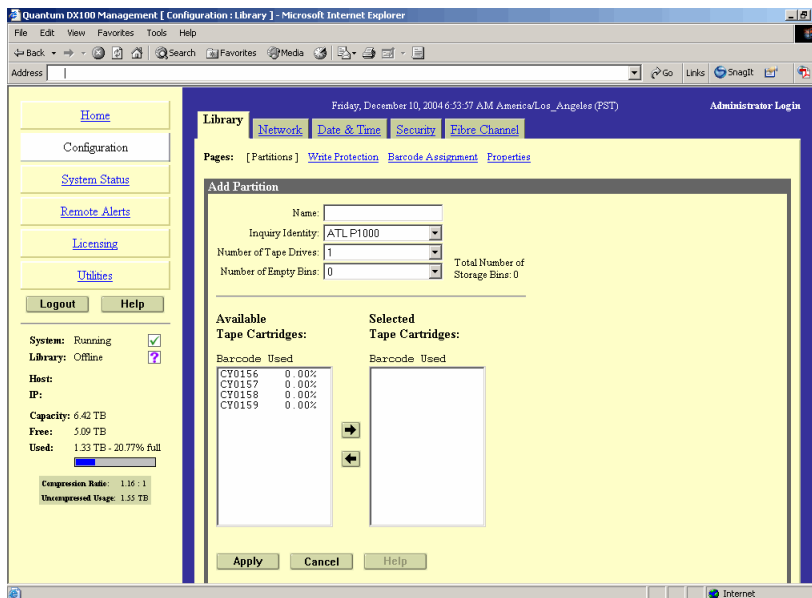 Quantum DX100 Management [ Configuration : Library ] - Microsoft Internet Explorer
File Edit View Favorites Tools Help
Back Search Favorites Media
Address Go Links SnagIt
Friday, December 10, 2004 6:53:57 AM America/Los_Angeles (PST) Administrator Login
Home
Configuration
System Status
Remote Alerts
Licensing
Utilities
Logout Help
System: Running
Library: Offline ?
Host:
IP:
Capacity: 6.42 TB
Free: 5.09 TB
Used: 1.33 TB - 20.77% full
Compression Ratio: 1.16 : 1
Uncompressed Usage: 1.55 TB
Library Network Date & Time Security Fibre Channel
Pages: [ Partitions ] Write Protection Barcode Assignment Properties
Add Partition
Name:
Inquiry Identity: ATL P1000
Number of Tape Drives: 1
Number of Empty Bins: 0
Total Number of
Storage Bins: 0
Available
Tape Cartridges:
Barcode Used
CY0156 0.00%
CY0157 0.00%
CY0158 0.00%
CY0159 0.00%
Selected
Tape Cartridges:
Barcode Used
Apply Cancel Help
Internet